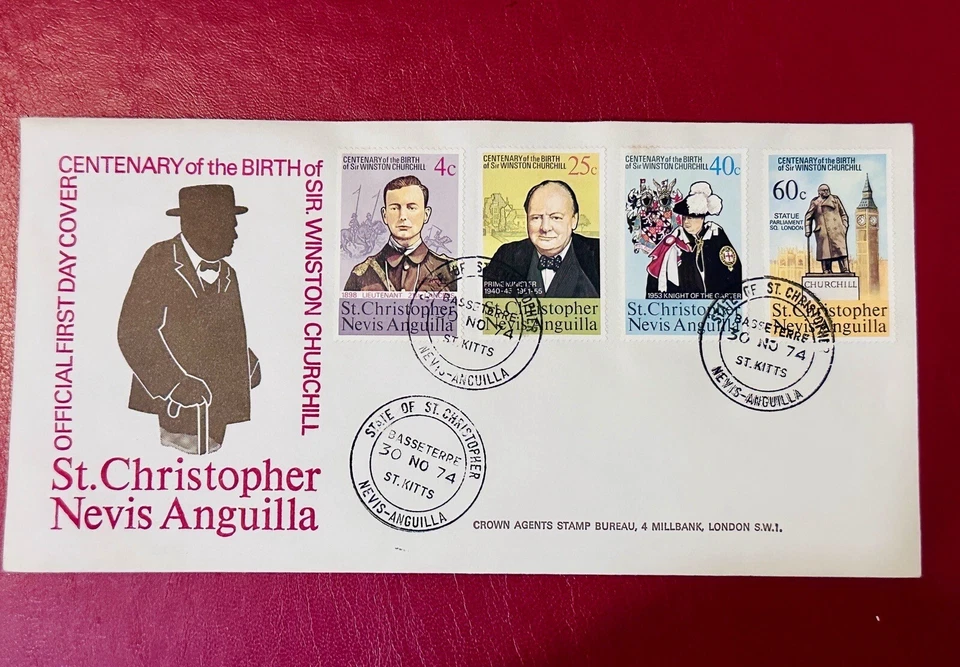 OFFICIAL FIRST DAY COVER
CENTENARY of the BIRTH of
SIR. WINSTON CHURCHILL
St. Christopher
Nevis Anguilla
CENTENARY of the BIRTH
of Sir WINSTON CHURCHILL
4c
1898 LIEUTENANT
St. Christopher
Nevis Anguilla
CENTENARY of the BIRTH
of Sir WINSTON CHURCHILL
25c
PRIME MINISTER
St. Christopher
Nevis Anguilla
CENTENARY of the BIRTH
of Sir WINSTON CHURCHILL
40c
1953 KNIGHT OF THE GARTER
St. Christopher
Nevis Anguilla
CENTENARY of the BIRTH
of Sir WINSTON CHURCHILL
60c
STATUE
PARLIAMENT
SQ. LONDON
CHURCHILL
St. Christopher
Nevis Anguilla
STATE OF ST. CHRISTOPHER
BASSETERRE
30 NO 74
ST. KITTS
NEVIS-ANGUILLA
STATE OF ST. CHRISTOPHER
BASSETERRE
30 NO 74
ST. KITTS
NEVIS-ANGUILLA
STATE OF ST. CHRISTOPHER
BASSETERRE
30 NO 74
ST. KITTS
NEVIS-ANGUILLA
CROWN AGENTS STAMP BUREAU, 4 MILLBANK, LONDON S.W.1.